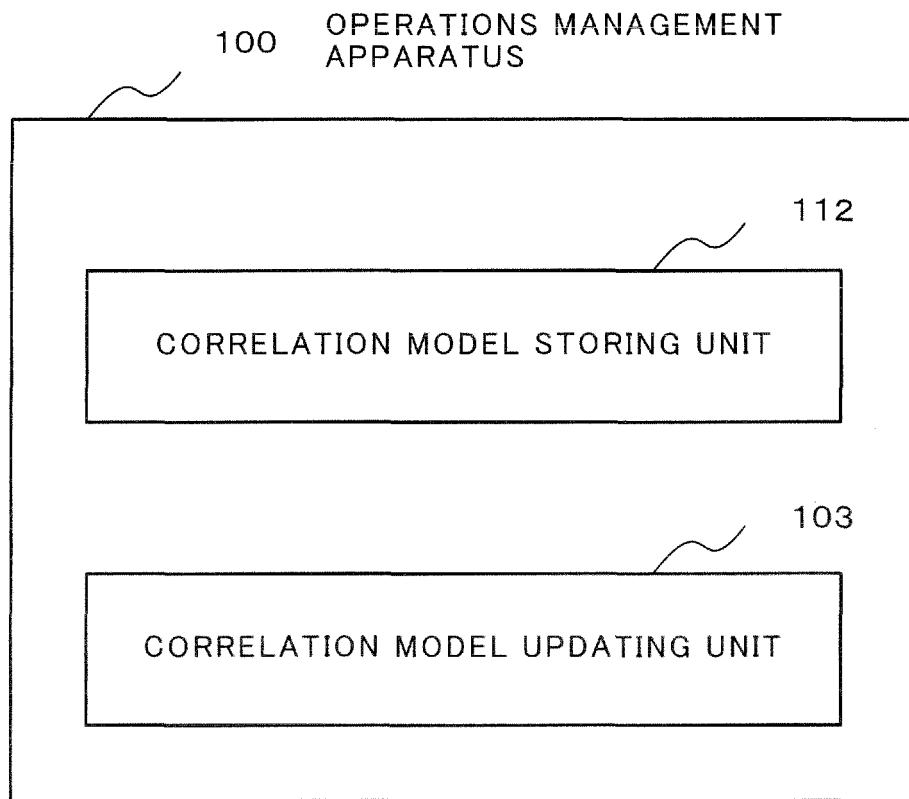 100 OPERATIONS MANAGEMENT
APPARATUS
112
CORRELATION MODEL STORING UNIT
103
CORRELATION MODEL UPDATING UNIT